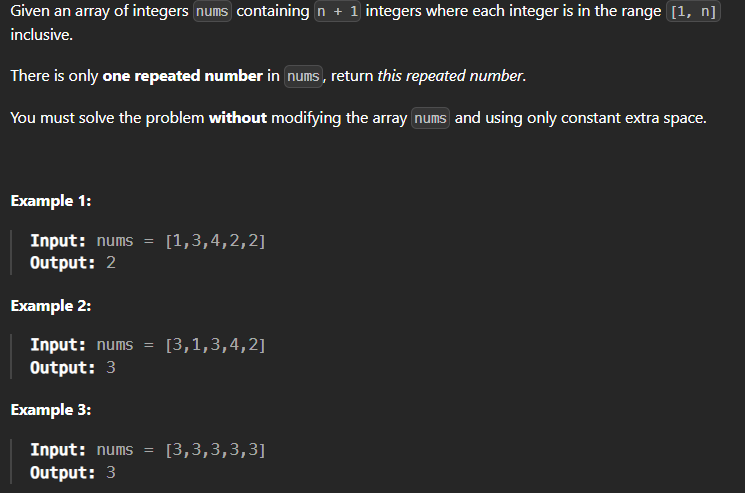 Given an array of integers nums containing n + 1 integers where each integer is in the range [1, n]
inclusive.
There is only one repeated number in nums, return this repeated number.
You must solve the problem without modifying the array nums and using only constant extra space.
Example 1:
Input: nums = [1,3,4,2,2]
Output: 2
Example 2:
Input: nums = [3,1,3,4,2]
Output: 3
Example 3:
Input: nums = [3,3,3,3,3]
Output: 3